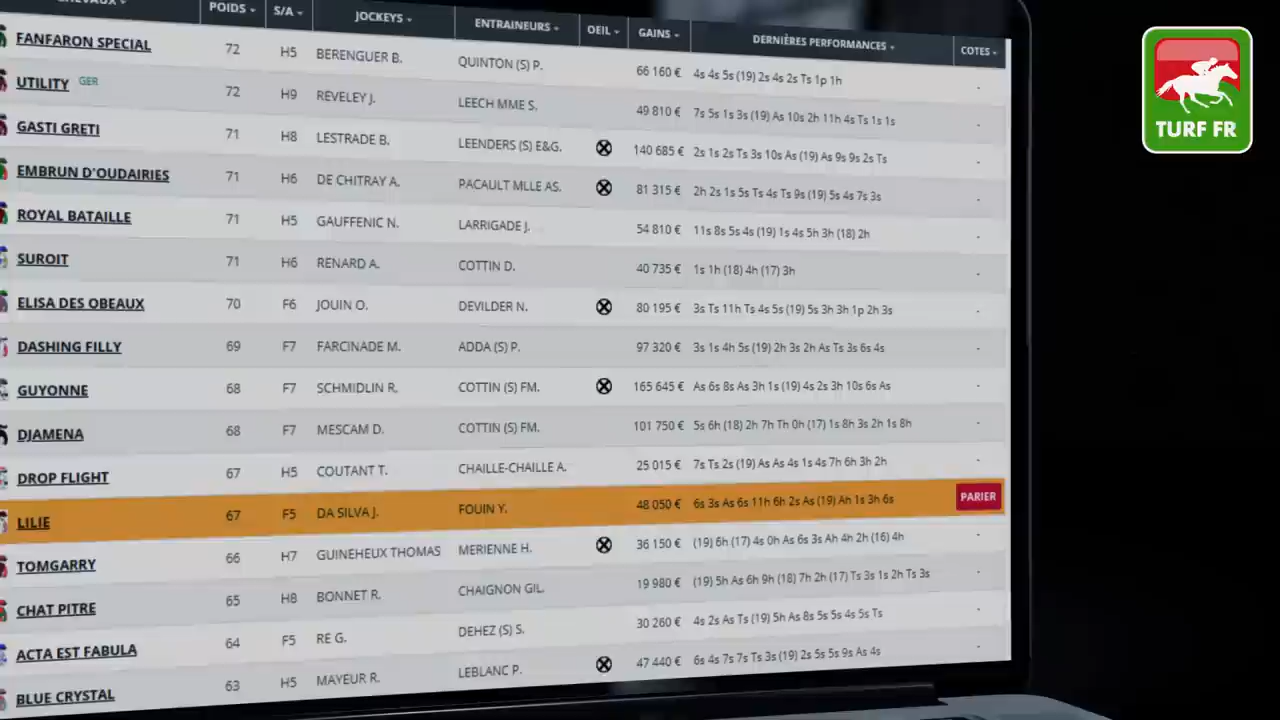 CHEVAUX POIDS S/A JOCKEYS ENTRAINEURS OEIL GAINS DERNIÈRES PERFORMANCES COTES
FANFARON SPECIAL 72 H5 BERENGUER B. QUINTON (S) P. 66 160 € 4s 4s 5s (19) 2s 4s 2s Ts 1p 1h -
UTILITY GER 72 H9 REVELEY J. LEECH MME S. 49 810 € 7s 5s 1s 3s (19) As 10s 2h 11h 4s Ts 1s 1s -
GASTI GRETI 71 H8 LESTRADE B. LEENDERS (S) E&G. 140 685 € 2s 1s 2s Ts 3s 10s As (19) As 9s 9s 2s Ts -
EMBRUN D'OUDAIRIES 71 H6 DE CHITRAY A. PACAULT MLLE AS. 81 315 € 2h 2s 1s 5s Ts 4s Ts 9s (19) 5s 4s 7s 3s -
ROYAL BATAILLE 71 H5 GAUFFENIC N. LARRIGADE J. 54 810 € 11s 8s 5s 4s (19) 1s 4s 5h 3h (18) 2h -
SUROIT 71 H6 RENARD A. COTTIN D. 40 735 € 1s 1h (18) 4h (17) 3h -
ELISA DES OBEAUX 70 F6 JOUIN O. DEVILDER N. 80 195 € 3s Ts 11h Ts 4s 5s (19) 5s 3h 3h 1p 2h 3s -
DASHING FILLY 69 F7 FARCINADE M. ADDA (S) P. 97 320 € 3s 1s 4h 5s (19) 2h 3s 2h As Ts 3s 6s 4s -
GUYONNE 68 F7 SCHMIDLIN R. COTTIN (S) FM. 165 645 € As 6s 8s As 3h 1s (19) 4s 2s 3h 10s 6s As -
DJAMENA 68 F7 MESCAM D. COTTIN (S) FM. 101 750 € 5s 6h (18) 2h 7h Th 0h (17) 1s 8h 3s 2h 1s 8h -
DROP FLIGHT 67 H5 COUTANT T. CHAILLE-CHAILLE A. 25 015 € 7s Ts 2s (19) As As 4s 1s 4s 7h 6h 3h 2h -
LILIE 67 F5 DA SILVA J. FOUIN Y. 48 050 € 6s 3s As 6s 11h 6h 2s As (19) Ah 1s 3h 6s PARIER
TOMGARRY 66 H7 GUINEHEUX THOMAS MERIENNE H. 36 150 € (19) 6h (17) 4s 0h As 6s 3s Ah 4h 2h (16) 4h -
CHAT PITRE 65 H8 BONNET R. CHAIGNON GIL. 19 980 € (19) 5h As 6h 9h (18) 7h 2h (17) Ts 3s 1s 2h Ts 3s -
ACTA EST FABULA 64 F5 RE G. DEHEZ (S) S. 30 260 € 4s 2s As Ts (19) 5h As 8s 5s 5s 4s 5s Ts -
BLUE CRYSTAL 63 H5 MAYEUR R. LEBLANC P. 47 440 € 6s 4s 7s 7s Ts 3s (19) 2s 5s 5s 9s As 4s -
TURF FR